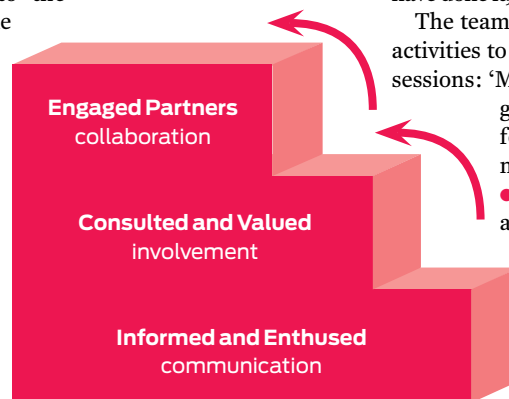 e
The team
activities to
sessions: ‘M
g
Engaged Partners
collaboration
Consulted and Valued
involvement
a
Informed and Enthused
communication